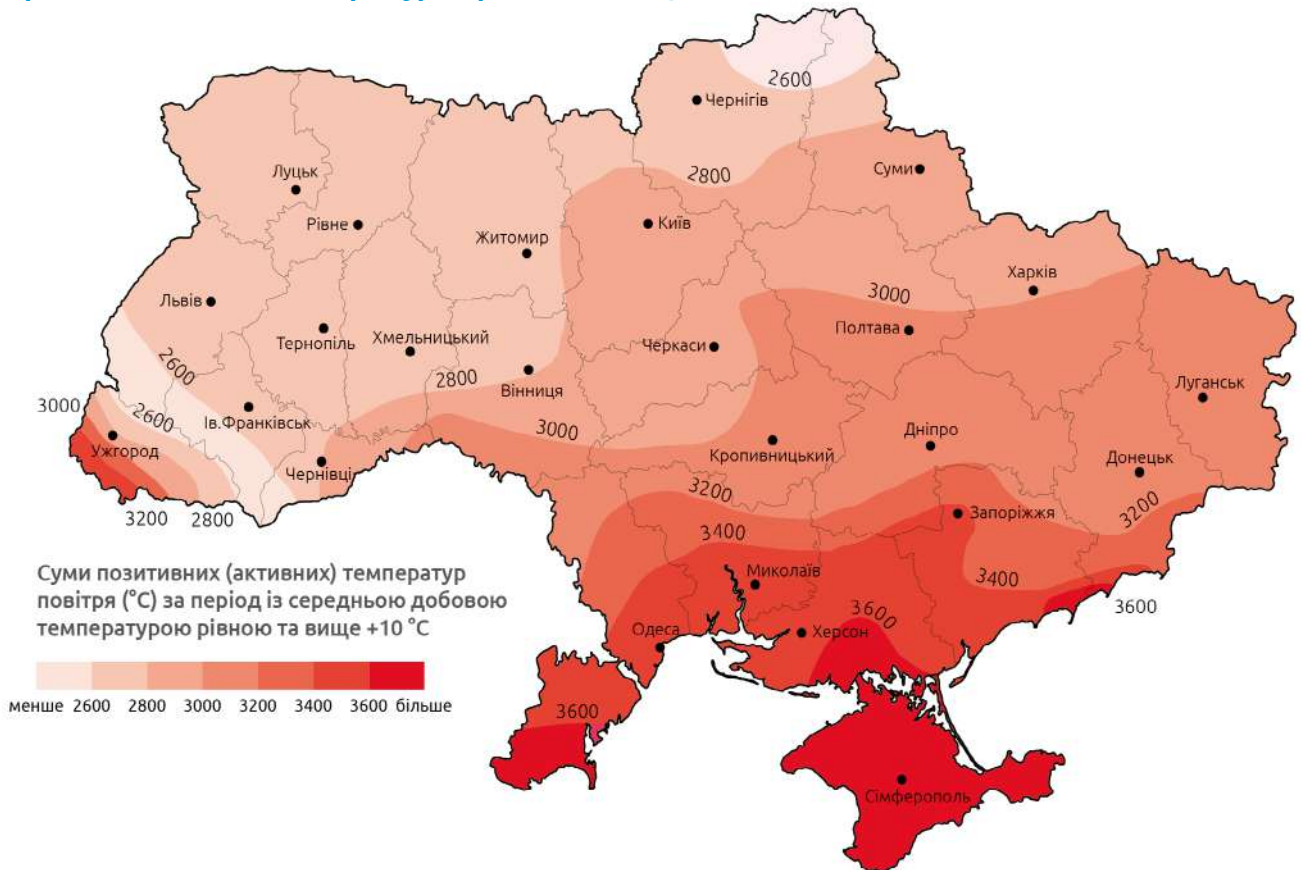 2600
Чернігів
2800
Суми
Луцьк
Рівне
Київ
Житомир
Харків
Львів
3000
Полтава
Тернопіль
Хмельницький
Черкаси
2600
2800
Вінниця
Луганськ
3000
2600
Ів.Франківськ
3000
Дніпро
Ужгород
Кропивницький
Чернівці
Донецьк
3200
3200
3200
2800
Запоріжжя
3400
Миколаїв
3400
3600
3600
Одеса
Херсон
3600
Сімферополь
Суми позитивних (активних) температур
повітря (°C) за період із середньою добовою
температурою рівною та вище +10 °C
менше 2600 2800 3000 3200 3400 3600 більше